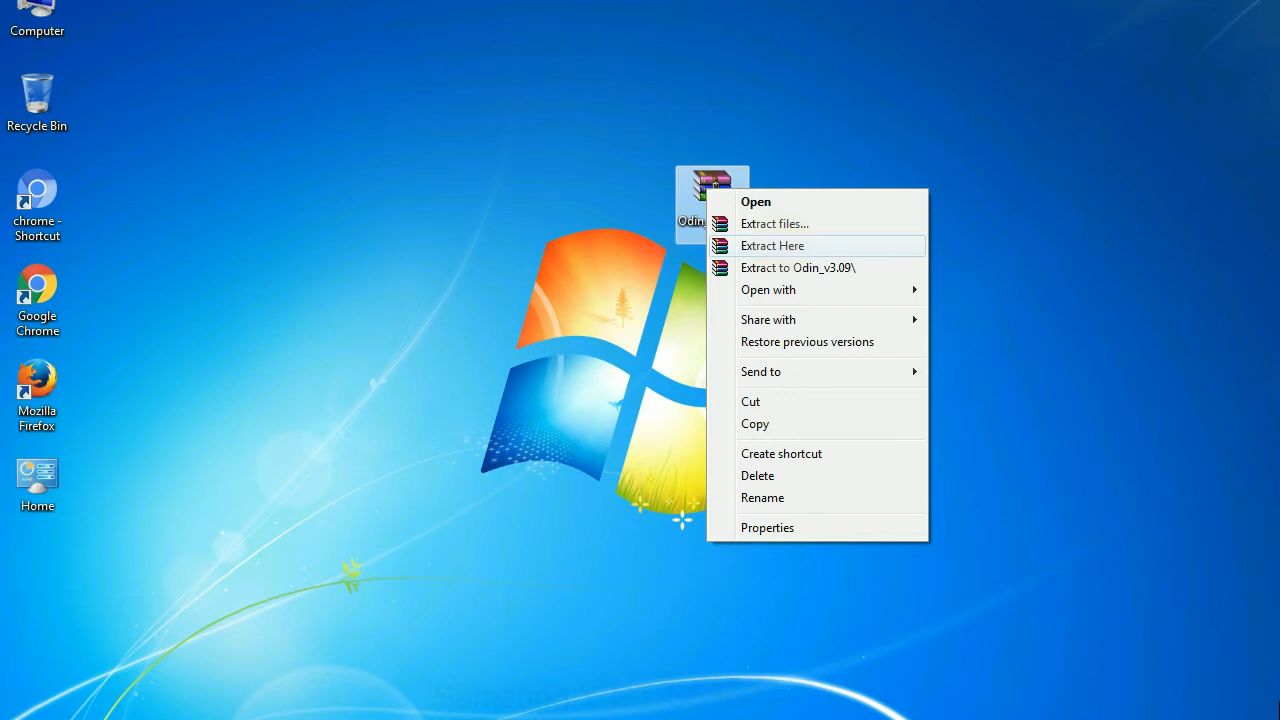 Computer
Recycle Bin
chrome -
Shortcut
Google
Chrome
Mozilla
Firefox
Home
Odin_
Open
Extract files...
Extract Here
Extract to Odin_v3.09\
Open with
Share with
Restore previous versions
Send to
Cut
Copy
Create shortcut
Delete
Rename
Properties